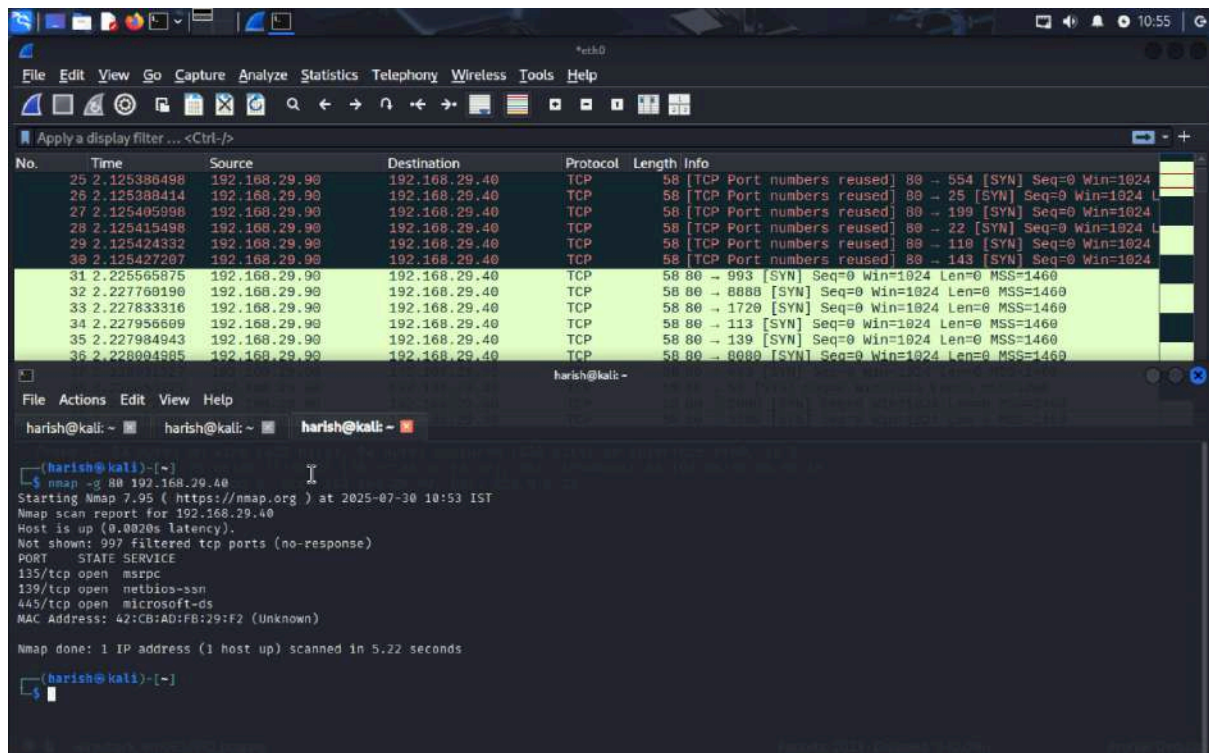 10:55
*eth0
File Edit View Go Capture Analyze Statistics Telephony Wireless Tools Help
Apply a display filter ... <Ctrl-/>
No. Time Source Destination Protocol Length Info
25 2.125386498 192.168.29.90 192.168.29.40 TCP 58 [TCP Port numbers reused] 80 → 554 [SYN] Seq=0 Win=1024
26 2.125388414 192.168.29.90 192.168.29.40 TCP 58 [TCP Port numbers reused] 80 → 25 [SYN] Seq=0 Win=1024 L
27 2.125405998 192.168.29.90 192.168.29.40 TCP 58 [TCP Port numbers reused] 80 → 199 [SYN] Seq=0 Win=1024
28 2.125415498 192.168.29.90 192.168.29.40 TCP 58 [TCP Port numbers reused] 80 → 22 [SYN] Seq=0 Win=1024 L
29 2.125424332 192.168.29.90 192.168.29.40 TCP 58 [TCP Port numbers reused] 80 → 110 [SYN] Seq=0 Win=1024
30 2.125427207 192.168.29.90 192.168.29.40 TCP 58 [TCP Port numbers reused] 80 → 143 [SYN] Seq=0 Win=1024
31 2.225565875 192.168.29.90 192.168.29.40 TCP 58 80 → 993 [SYN] Seq=0 Win=1024 Len=0 MSS=1460
32 2.227760190 192.168.29.90 192.168.29.40 TCP 58 80 → 8888 [SYN] Seq=0 Win=1024 Len=0 MSS=1460
33 2.227833316 192.168.29.90 192.168.29.40 TCP 58 80 → 1720 [SYN] Seq=0 Win=1024 Len=0 MSS=1460
34 2.227956609 192.168.29.90 192.168.29.40 TCP 58 80 → 113 [SYN] Seq=0 Win=1024 Len=0 MSS=1460
35 2.227984943 192.168.29.90 192.168.29.40 TCP 58 80 → 139 [SYN] Seq=0 Win=1024 Len=0 MSS=1460
36 2.228004985 192.168.29.90 192.168.29.40 TCP 58 80 → 8080 [SYN] Seq=0 Win=1024 Len=0 MSS=1460
harish@kali: ~
File Actions Edit View Help
harish@kali: ~ harish@kali: ~ harish@kali: ~
(harish㉿kali)-[~]
$ nmap -g 80 192.168.29.40
Starting Nmap 7.95 ( https://nmap.org ) at 2025-07-30 10:53 IST
Nmap scan report for 192.168.29.40
Host is up (0.0020s latency).
Not shown: 997 filtered tcp ports (no-response)
PORT STATE SERVICE
135/tcp open msrpc
139/tcp open netbios-ssn
445/tcp open microsoft-ds
MAC Address: 42:CB:AD:FB:29:F2 (Unknown)
Nmap done: 1 IP address (1 host up) scanned in 5.22 seconds
(harish㉿kali)-[~]
$